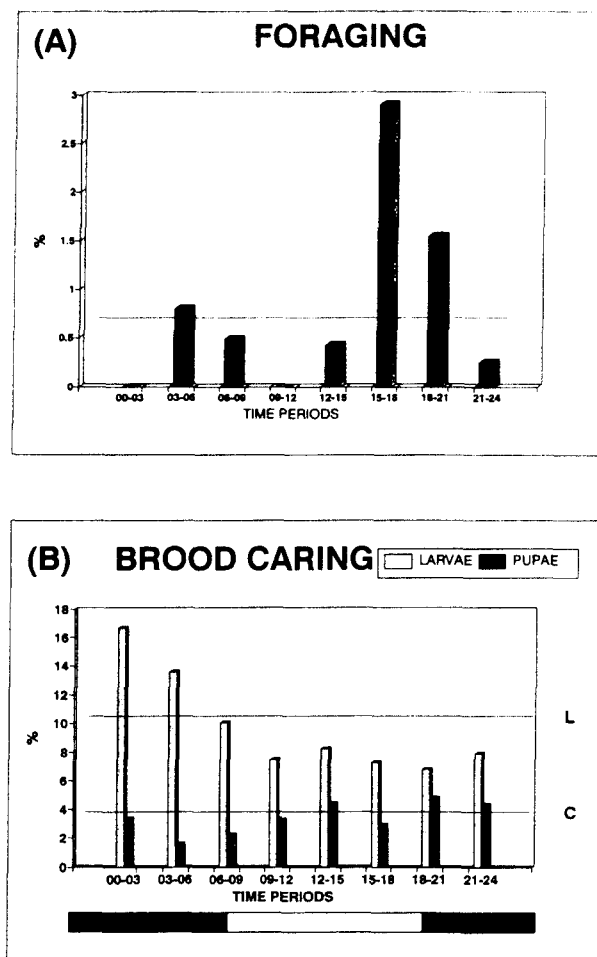 (A) FORAGING
3
2.5
2
1.5
1
0.5
0
%
00-03 03-06 06-09 09-12 12-15 15-18 18-21 21-24
TIME PERIODS
(B) BROOD CARING LARVAE PUPAE
18
16
14
12
10
8
6
4
2
0
%
L
C
00-03 03-06 06-09 09-12 12-15 15-18 18-21 21-24
TIME PERIODS